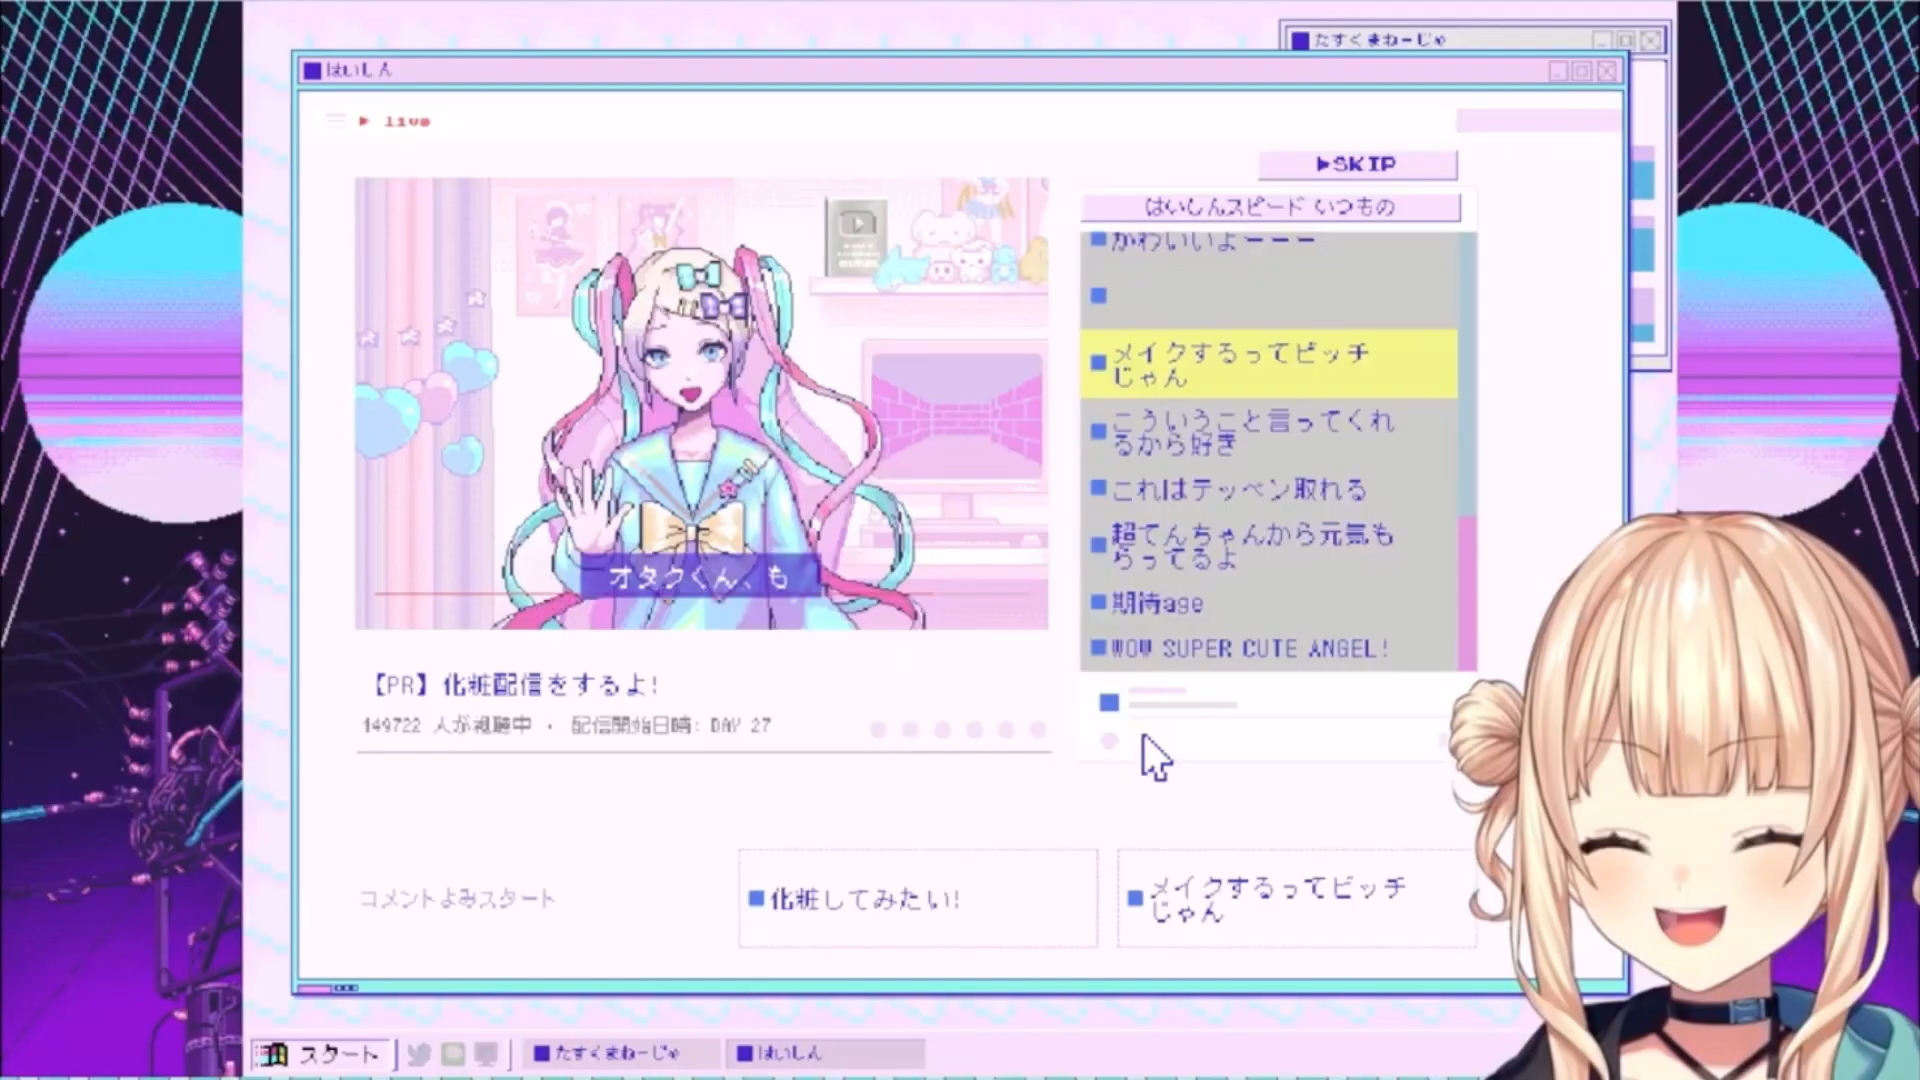 たすくまねーじゃ
はいしん
live
▶SKIP
はいしんスピード いつもの
かわいいよーーー
メイクするってビッチ
じゃん
こういうこと言ってくれ
るから好き
これはテッペン取れる
超てんちゃんから元気も
らってるよ
期待age
WOW SUPER CUTE ANGEL!
オタクくん、も
【PR】化粧配信をするよ!
149722 人が視聴中 ・ 配信開始日時: DAY 27
コメントよみスタート
化粧してみたい!
メイクするってビッチ
じゃん
スタート
たすくまねーじゃ
はいしん